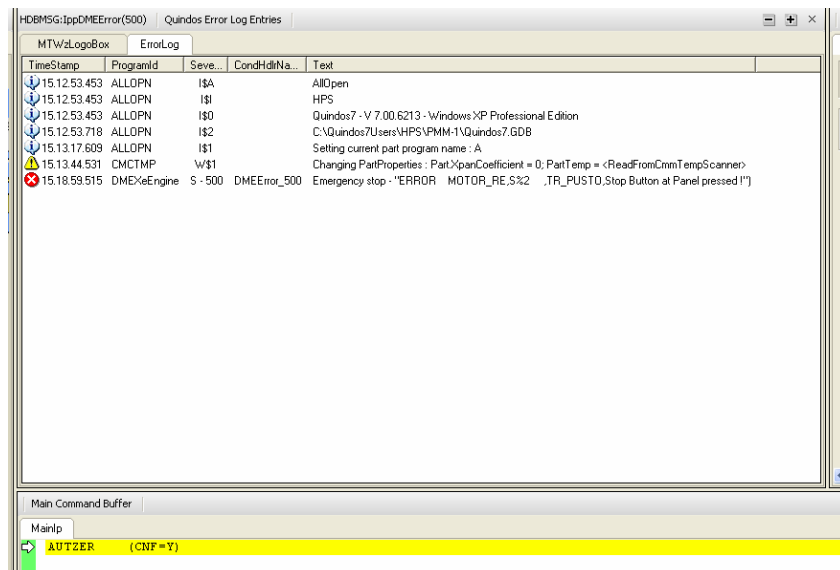 HDBMSG:IppDMEError(500) Quindos Error Log Entries
MTWzLogoBox ErrorLog
TimeStamp ProgramId Seve... CondHdlrNa... Text
15.12.53.453 ALLOPN I$A AllOpen
15.12.53.453 ALLOPN I$I HPS
15.12.53.453 ALLOPN I$0 Quindos7 - V 7.00.6213 - Windows XP Professional Edition
15.12.53.718 ALLOPN I$2 C:\Quindos7Users\HPS\PMM-1\Quindos7.GDB
15.13.17.609 ALLOPN I$1 Setting current part program name : A
15.13.44.531 CMCTMP W$1 Changing PartProperties : Part.XpanCoefficient = 0; PartTemp = <ReadFromCmmTempScanner>
15.18.59.515 DMEXeEngine S - 500 DMEError_500 Emergency stop - "ERROR MOTOR_RE,S%2 ,TR_PUSTO,Stop Button at Panel pressed !")
Main Command Buffer
MainIp
AUTZER (CNF=Y)